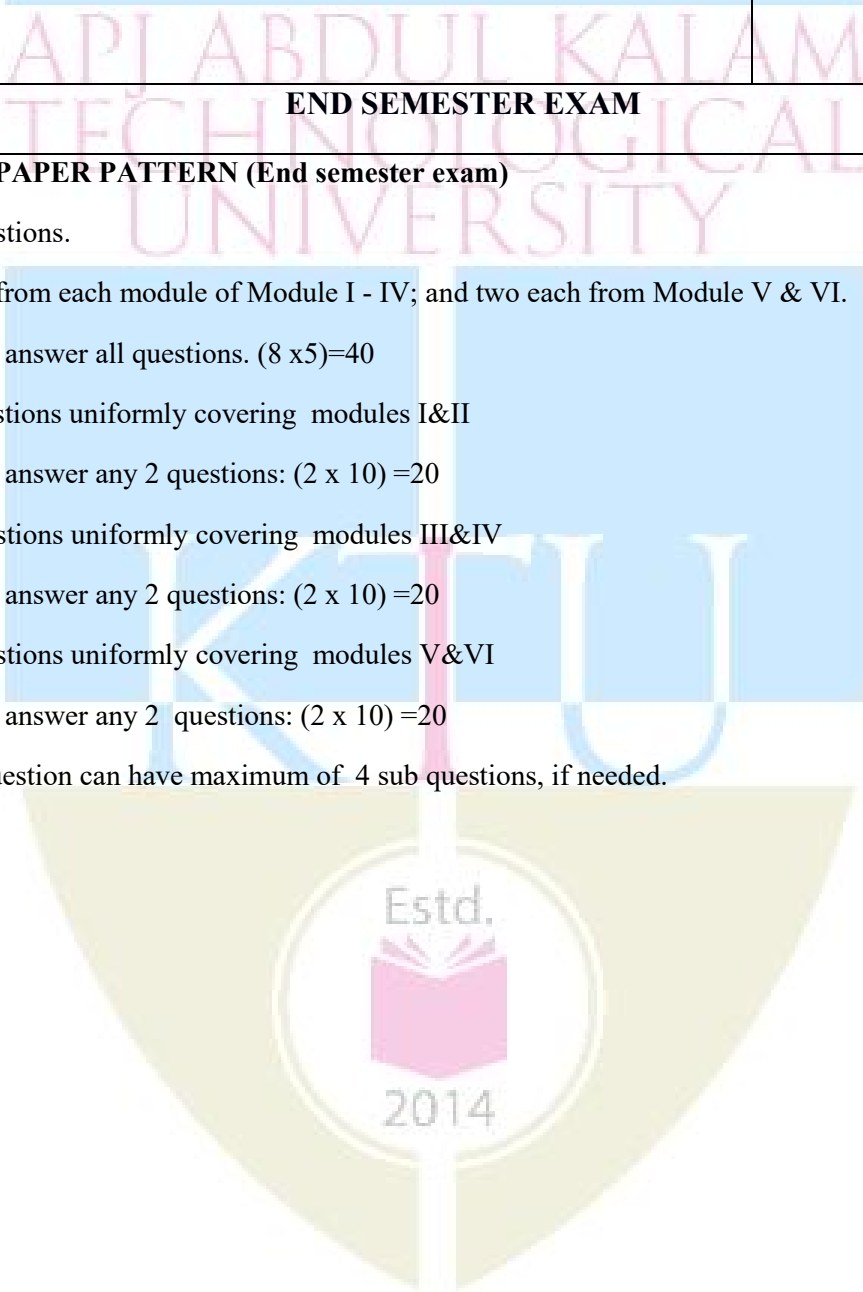 APJ ABDUL KALAM
TECHNOLOGICAL
UNIVERSITY
END SEMESTER EXAM
PAPER PATTERN (End semester exam)
stions.
from each module of Module I - IV; and two each from Module V & VI.
answer all questions. (8 x5)=40
stions uniformly covering modules I&II
answer any 2 questions: (2 x 10) =20
stions uniformly covering modules III&IV
answer any 2 questions: (2 x 10) =20
stions uniformly covering modules V&VI
answer any 2 questions: (2 x 10) =20
uestion can have maximum of 4 sub questions, if needed.
KTU
Estd.
2014